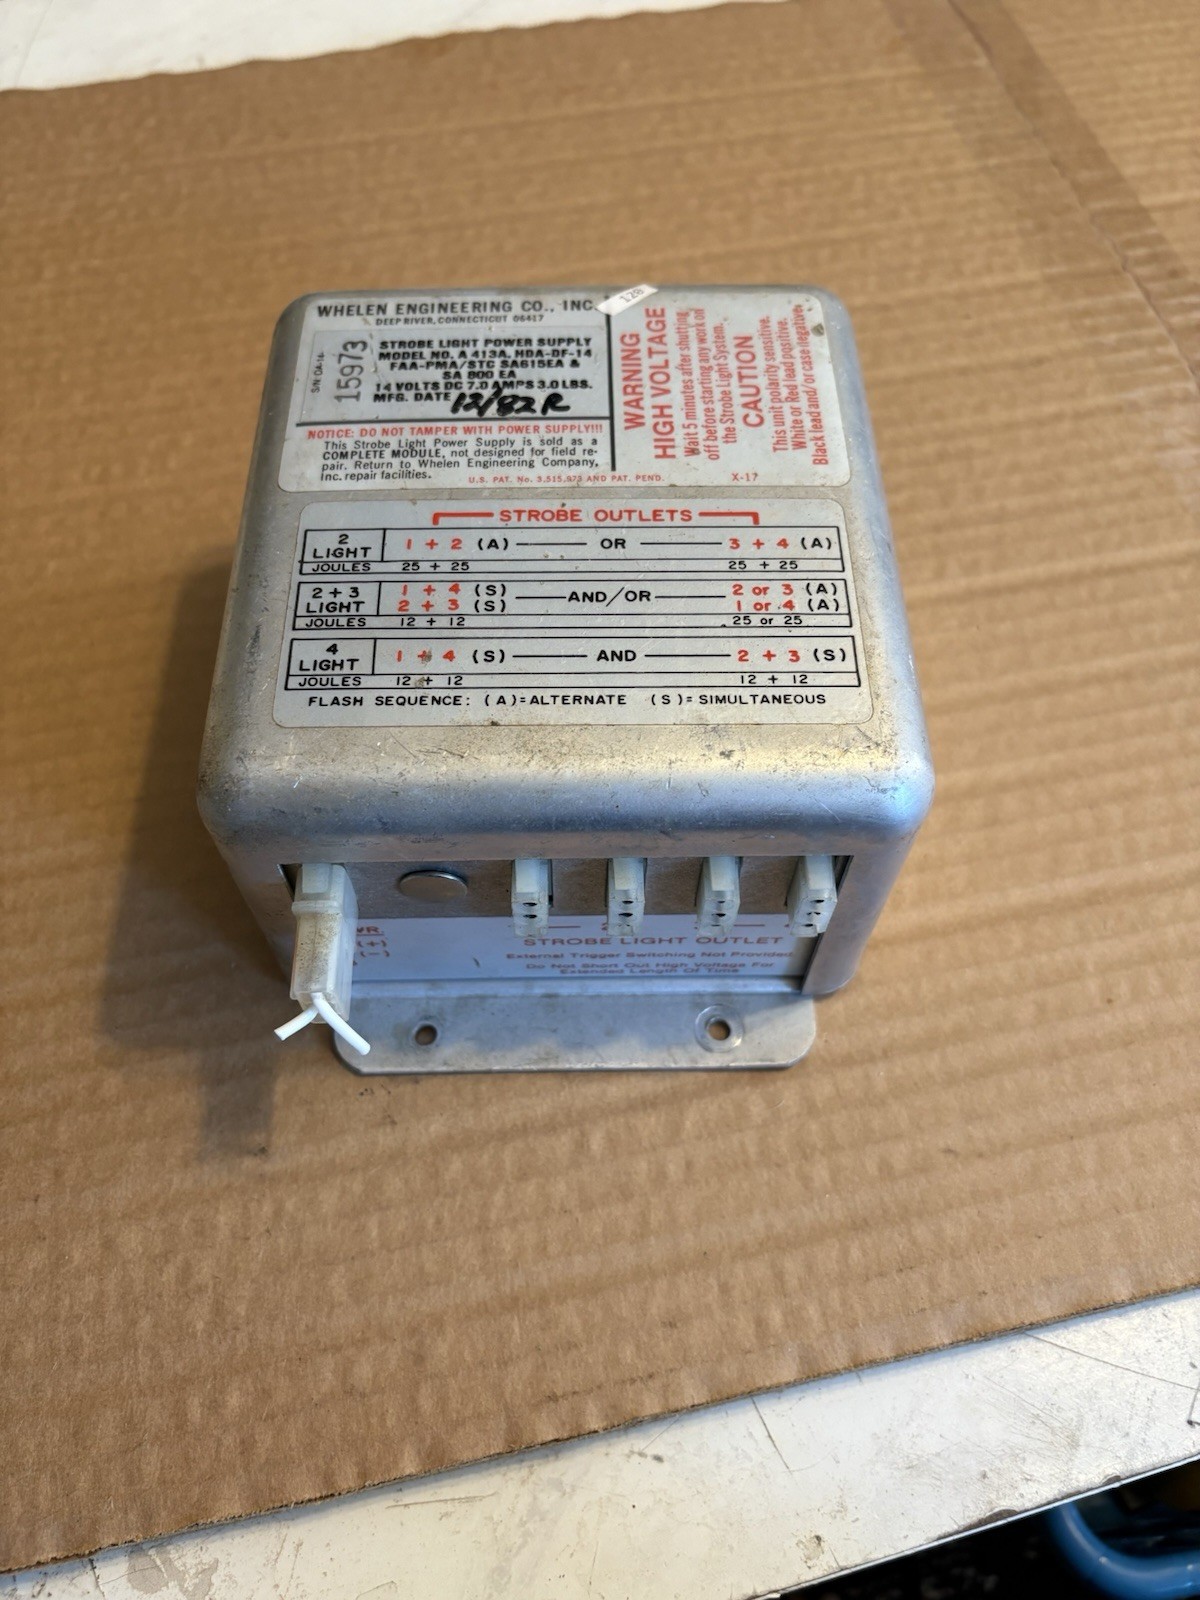 WHELEN ENGINEERING CO., INC.
DEEP RIVER, CONNECTICUT 06417
128
S/N OA-16-
15973
STROBE LIGHT POWER SUPPLY
MODEL NO. A 413A, HDA-DF-14
FAA-PMA/STC SA615EA &
SA 800 EA
14 VOLTS DC 7.0 AMPS 3.0 LBS.
MFG. DATE 12/82 R
NOTICE: DO NOT TAMPER WITH POWER SUPPLY!!!
This Strobe Light Power Supply is sold as a
COMPLETE MODULE, not designed for field re-
pair. Return to Whelen Engineering Company,
Inc. repair facilities.
U.S. PAT. No. 3,515,973 AND PAT. PEND.
X-17
WARNING
HIGH VOLTAGE
Wait 5 minutes after shutting
off before starting any work on
the Strobe Light System.
CAUTION
This unit polarity sensitive.
White or Red lead positive.
Black lead and/or case negative
STROBE OUTLETS
2 LIGHT 1 + 2 (A) OR 3 + 4 (A)
JOULES 25 + 25 25 + 25
2 + 3 LIGHT 1 + 4 (S) AND/OR 2 or 3 (A)
2 + 3 (S) 1 or 4 (A)
JOULES 12 + 12 25 or 25
4 LIGHT 1 + 4 (S) AND 2 + 3 (S)
JOULES 12 + 12 12 + 12
FLASH SEQUENCE: (A)=ALTERNATE (S)=SIMULTANEOUS
(+)
(-)
STROBE LIGHT OUTLET
External Trigger Switching Not Provided
Do Not Short Out High Voltage For
Extended Length Of Time